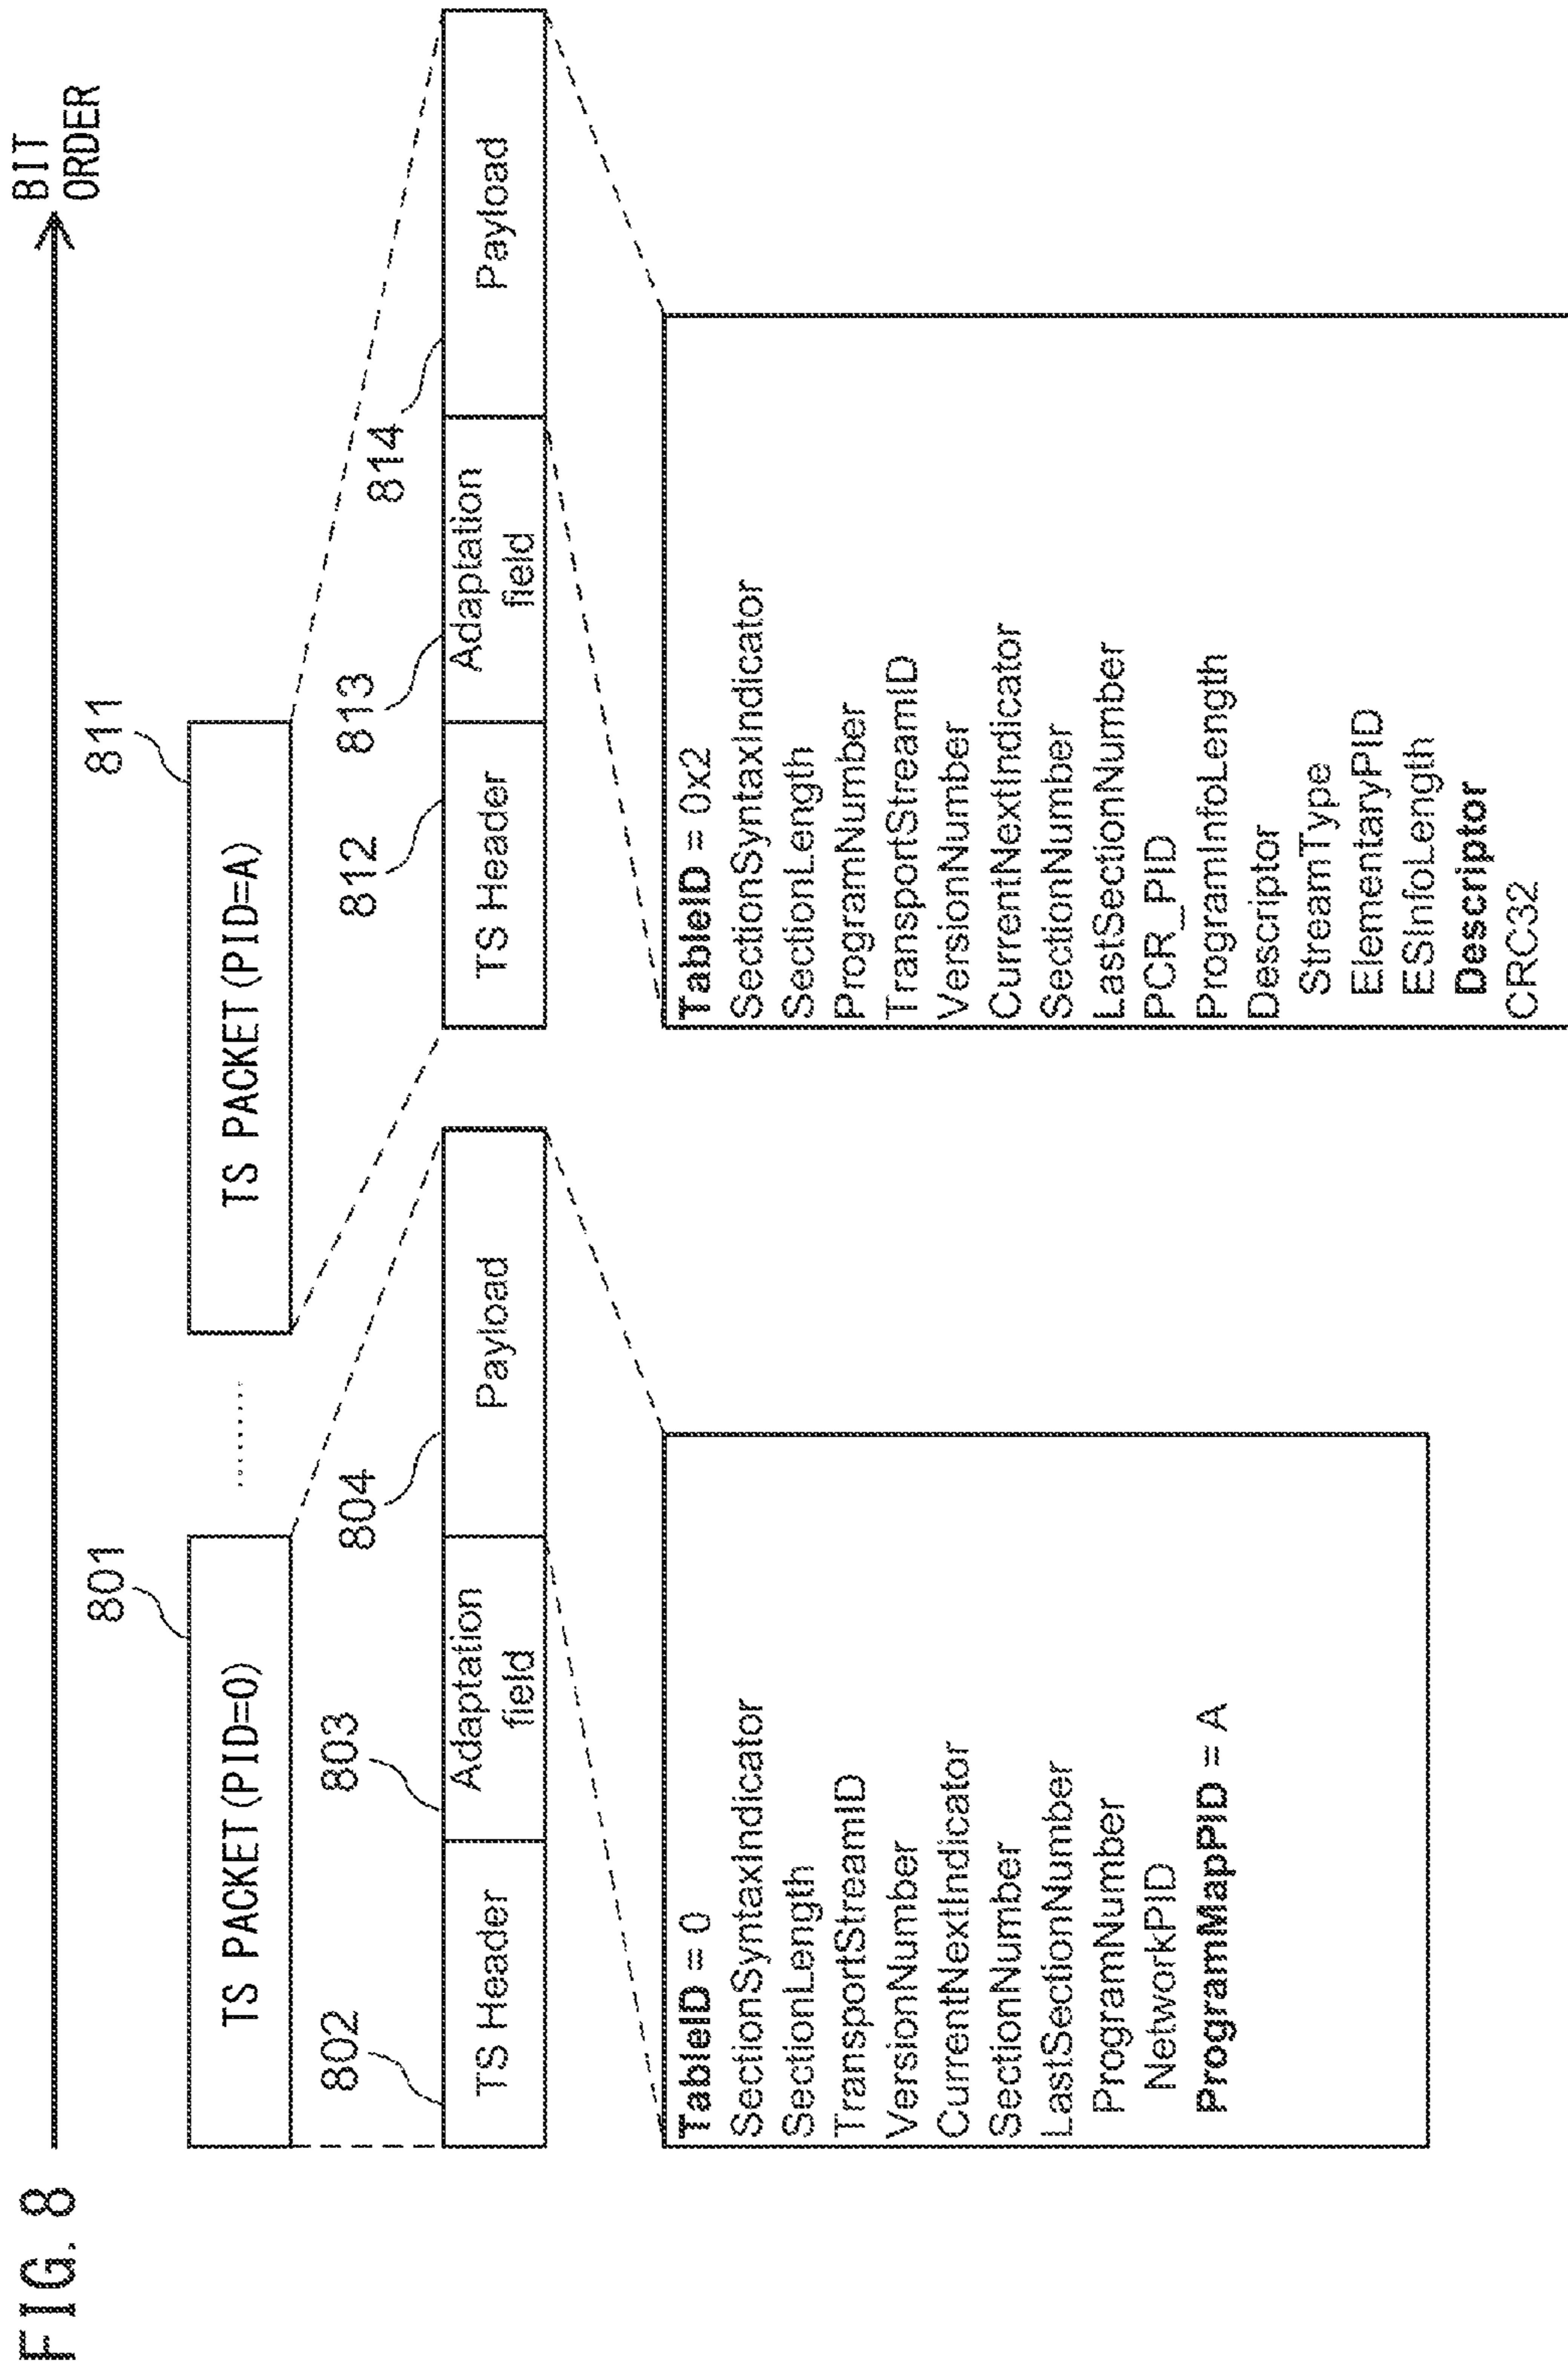 FIG. 8
BIT
ORDER
801
TS PACKET (PID=0)
........
811
TS PACKET (PID=A)
802
803
804
TS Header
Adaptation
field
Payload
812
813
814
TS Header
Adaptation
field
Payload
TableID = 0
SectionSyntaxIndicator
SectionLength
TransportStreamID
VersionNumber
CurrentNextIndicator
SectionNumber
LastSectionNumber
ProgramNumber
NetworkPID
ProgramMapPID = A
TableID = 0x2
SectionSyntaxIndicator
SectionLength
ProgramNumber
TransportStreamID
VersionNumber
CurrentNextIndicator
SectionNumber
LastSectionNumber
PCR_PID
ProgramInfoLength
Descriptor
StreamType
ElementaryPID
ESInfoLength
Descriptor
CRC32